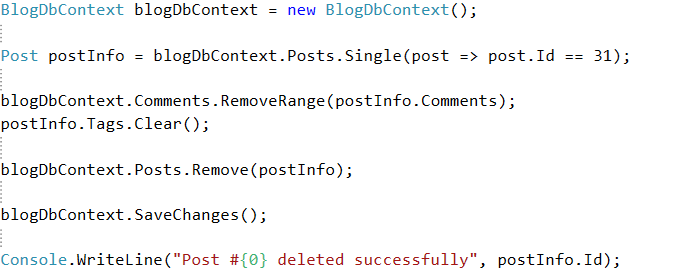 BlogDbContext blogDbContext = new BlogDbContext();
Post postInfo = blogDbContext.Posts.Single(post => post.Id == 31);
blogDbContext.Comments.RemoveRange(postInfo.Comments);
postInfo.Tags.Clear();
blogDbContext.Posts.Remove(postInfo);
blogDbContext.SaveChanges();
Console.WriteLine("Post #{0} deleted successfully", postInfo.Id);